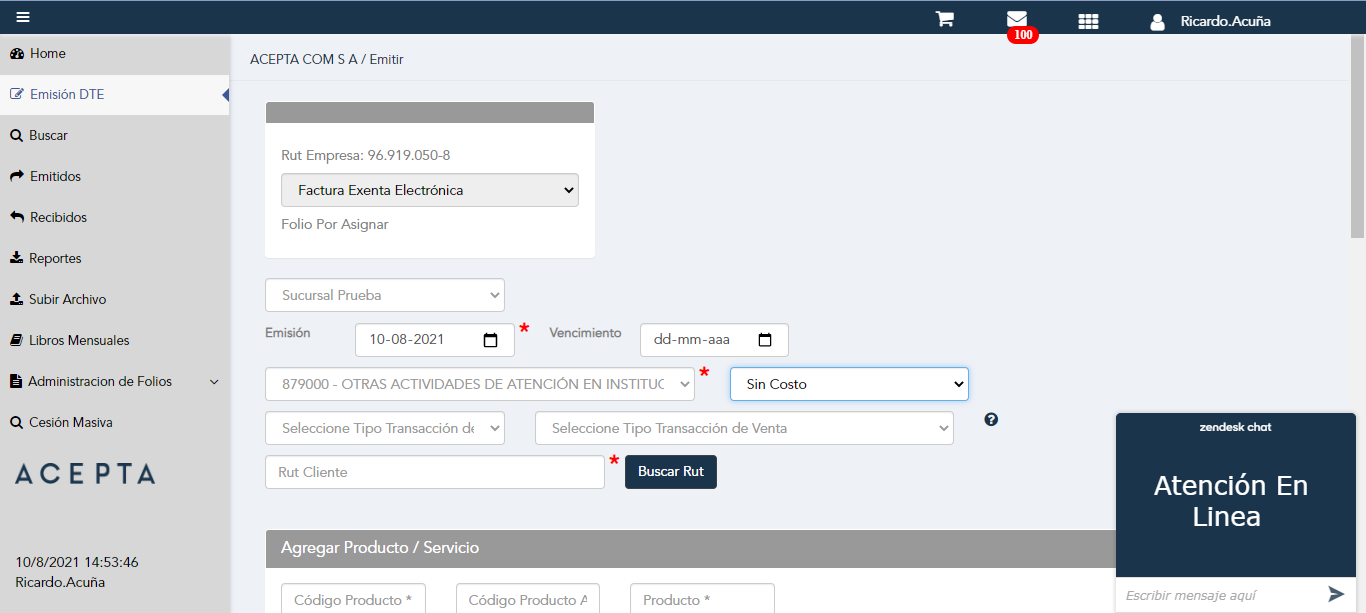 100
Ricardo.Acuña
Home
Emisión DTE
Buscar
Emitidos
Recibidos
Reportes
Subir Archivo
Libros Mensuales
Administracion de Folios
Cesión Masiva
ACEPTA
10/8/2021 14:53:46
Ricardo.Acuña
ACEPTA COM S A / Emitir
Rut Empresa: 96.919.050-8
Factura Exenta Electrónica
Folio Por Asignar
Sucursal Prueba
Emisión 10-08-2021 * Vencimiento dd-mm-aaa
879000 - OTRAS ACTIVIDADES DE ATENCIÓN EN INSTITUC * Sin Costo
Seleccione Tipo Transacción de Seleccione Tipo Transacción de Venta ?
Rut Cliente * Buscar Rut
Agregar Producto / Servicio
Código Producto * Código Producto A Producto *
zendesk chat
Atención En
Linea
Escribir mensaje aquí